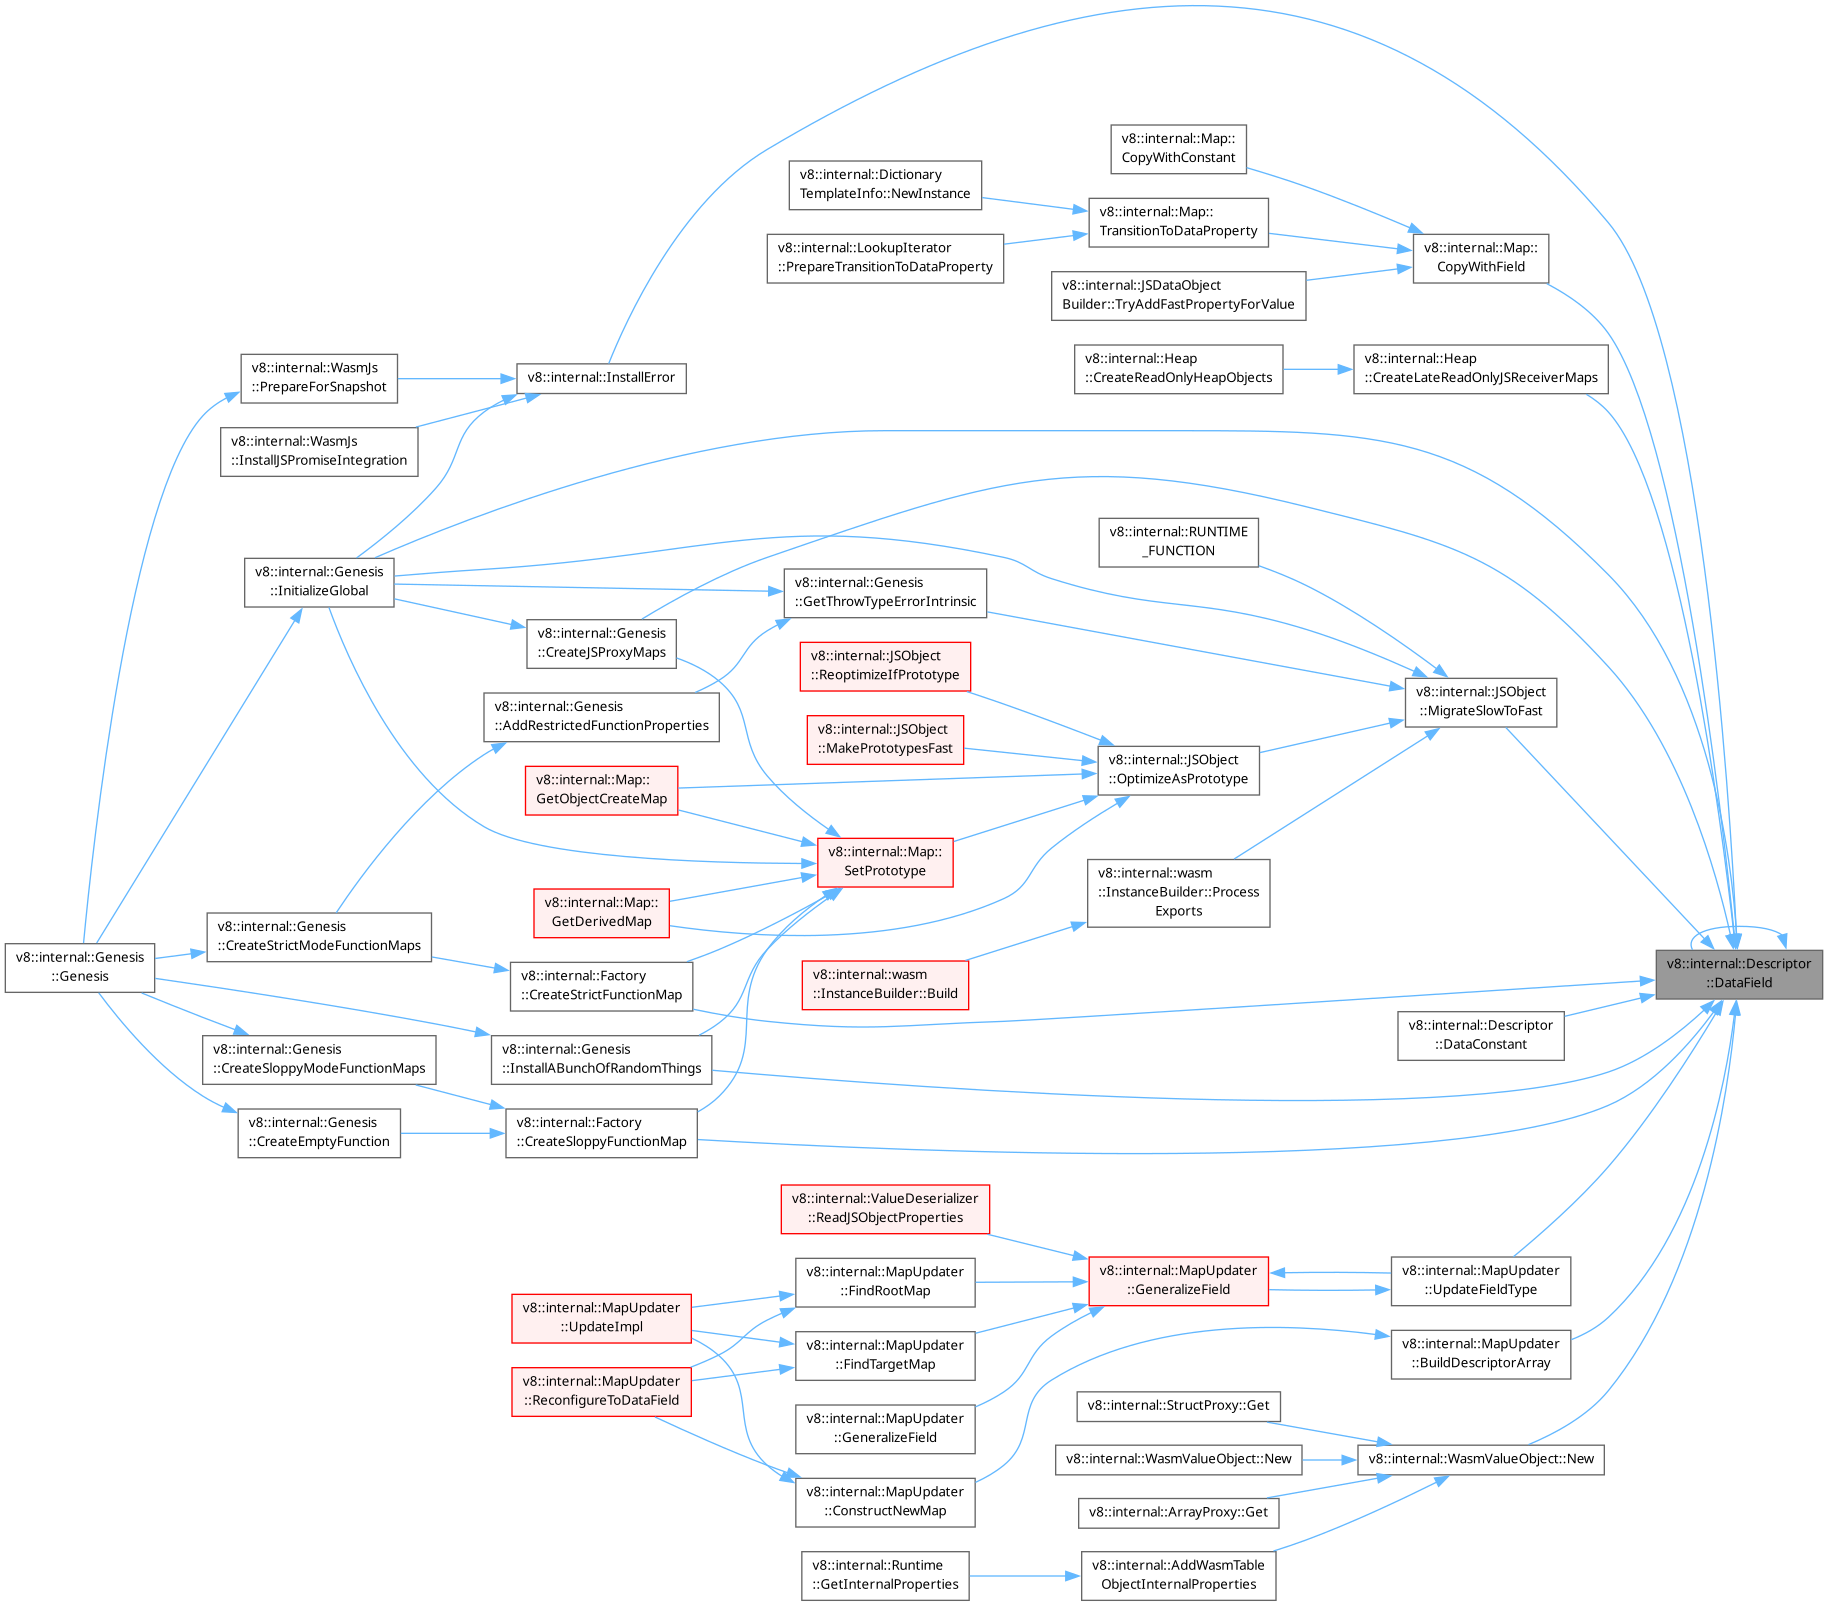 v8::internal::Map::
CopyWithConstant
v8::internal::Dictionary
TemplateInfo::NewInstance
v8::internal::Map::
TransitionToDataProperty
v8::internal::LookupIterator
::PrepareTransitionToDataProperty
v8::internal::Map::
CopyWithField
v8::internal::JSDataObject
Builder::TryAddFastPropertyForValue
v8::internal::Heap
::CreateReadOnlyHeapObjects
v8::internal::Heap
::CreateLateReadOnlyJSReceiverMaps
v8::internal::WasmJs
::PrepareForSnapshot
v8::internal::InstallError
v8::internal::WasmJs
::InstallJSPromiseIntegration
v8::internal::RUNTIME
_FUNCTION
v8::internal::Genesis
::InitializeGlobal
v8::internal::Genesis
::GetThrowTypeErrorIntrinsic
v8::internal::Genesis
::CreateJSProxyMaps
v8::internal::JSObject
::ReoptimizeIfPrototype
v8::internal::JSObject
::MigrateSlowToFast
v8::internal::Genesis
::AddRestrictedFunctionProperties
v8::internal::JSObject
::MakePrototypesFast
v8::internal::JSObject
::OptimizeAsPrototype
v8::internal::Map::
GetObjectCreateMap
v8::internal::Map::
SetPrototype
v8::internal::wasm
::InstanceBuilder::Process
Exports
v8::internal::Map::
GetDerivedMap
v8::internal::Genesis
::CreateStrictModeFunctionMaps
v8::internal::Genesis
::Genesis
v8::internal::Factory
::CreateStrictFunctionMap
v8::internal::wasm
::InstanceBuilder::Build
v8::internal::Descriptor
::DataField
v8::internal::Descriptor
::DataConstant
v8::internal::Genesis
::CreateSloppyModeFunctionMaps
v8::internal::Genesis
::InstallABunchOfRandomThings
v8::internal::Genesis
::CreateEmptyFunction
v8::internal::Factory
::CreateSloppyFunctionMap
v8::internal::ValueDeserializer
::ReadJSObjectProperties
v8::internal::MapUpdater
::FindRootMap
v8::internal::MapUpdater
::GeneralizeField
v8::internal::MapUpdater
::UpdateFieldType
v8::internal::MapUpdater
::UpdateImpl
v8::internal::MapUpdater
::FindTargetMap
v8::internal::MapUpdater
::BuildDescriptorArray
v8::internal::MapUpdater
::ReconfigureToDataField
v8::internal::StructProxy::Get
v8::internal::MapUpdater
::GeneralizeField
v8::internal::WasmValueObject::New
v8::internal::WasmValueObject::New
v8::internal::MapUpdater
::ConstructNewMap
v8::internal::ArrayProxy::Get
v8::internal::Runtime
::GetInternalProperties
v8::internal::AddWasmTable
ObjectInternalProperties